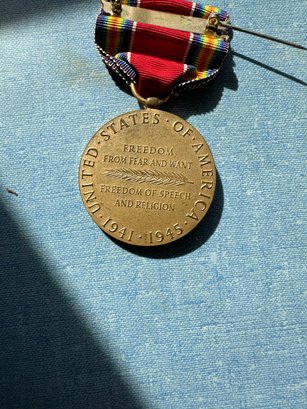 UNITED·STATES·OF·AMERICA
FREEDOM
FROM FEAR AND WANT
FREEDOM OF SPEECH
AND RELIGION
·1941·1945·